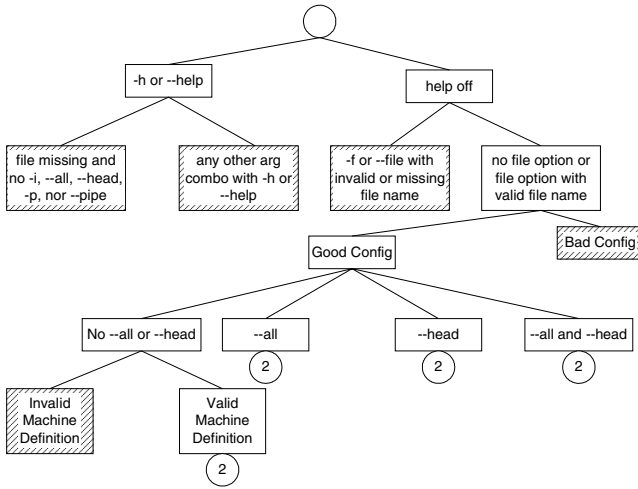 -h or --help
help off
file missing and
no -i, --all, --head,
-p, nor --pipe
any other arg
combo with -h or
--help
-f or --file with
invalid or missing
file name
no file option or
file option with
valid file name
Good Config
Bad Config
No --all or --head
--all
--head
--all and --head
2
2
2
Invalid
Machine
Definition
Valid
Machine
Definition
2